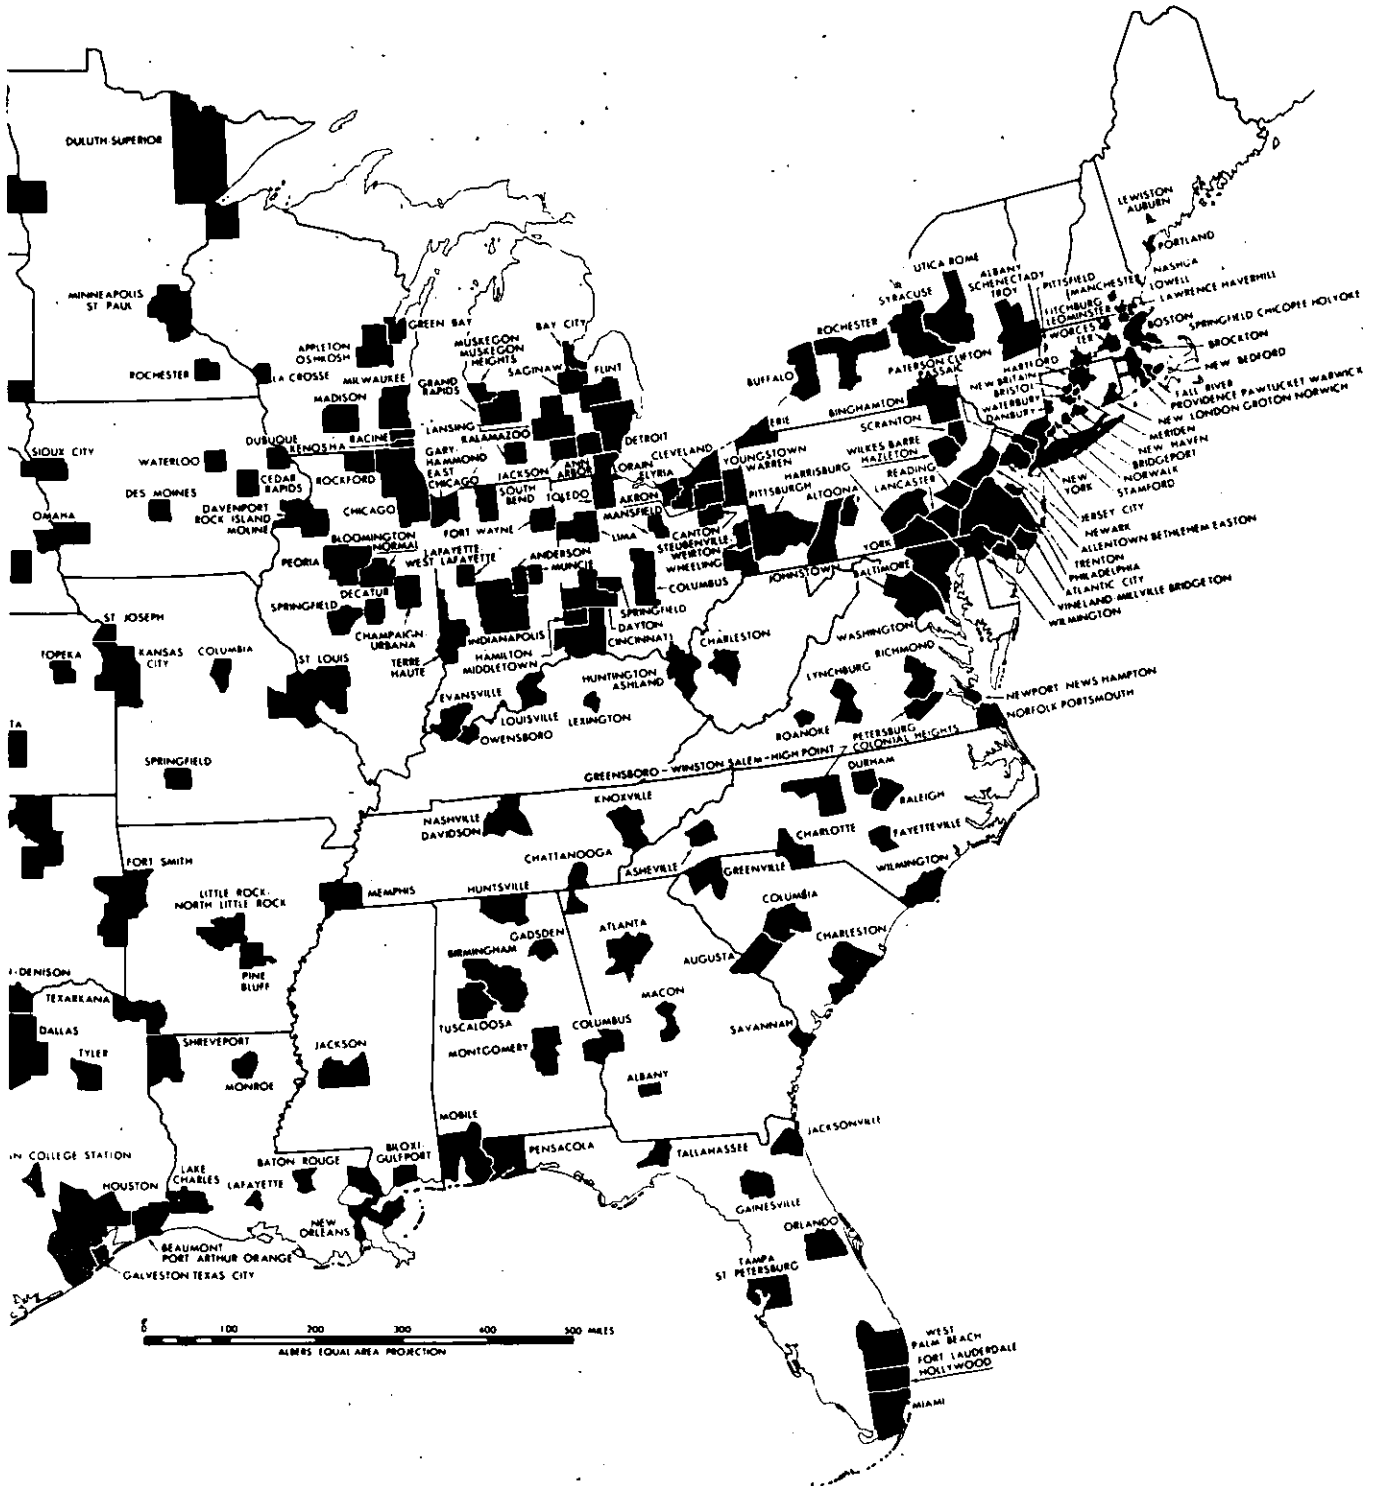 DULUTH-SUPERIOR
LEWISTON
AUBURN
PORTLAND
UTICA ROME
ALBANY
SCHENECTADY
TROY
PITTSFIELD
MANCHESTER
NASHUA
LOWELL
LAWRENCE HAVERHILL
FITCHBURG
LEOMINSTER
WORCES
TER
BOSTON
SPRINGFIELD CHICOPEE HOLYOKE
BROCKTON
NEW BEDFORD
FALL RIVER
PROVIDENCE PAWTUCKET WARWICK
NEW LONDON GROTON NORWICH
MERIDEN
NEW
HAVEN
BRIDGEPORT
NORWALK
STAMFORD
NEW
YORK
JERSEY CITY
NEWARK
ALLENTOWN BETHLEHEM EASTON
TRENTON
PHILADELPHIA
ATLANTIC CITY
VINELAND-MILLVILLE BRIDGETON
WILMINGTON
SYRACUSE
ROCHESTER
BUFFALO
PATERSON-CLIFTON
PASSAIC
HARTFORD
NEW BRITAIN
BRISTOL
WATERBURY
DANBURY
BINGHAMTON
SCRANTON
WILKES BARRE
HAZLETON
ERIE
HARRISBURG
READING
LANCASTER
YORK
PITTSBURGH
ALTOONA
JOHNSTOWN
BALTIMORE
WASHINGTON
MINNEAPOLIS
ST PAUL
ROCHESTER
LA CROSSE
GREEN BAY
APPLETON
OSHKOSH
MILWAUKEE
MADISON
RACINE
KENOSHA
MUSKEGON
MUSKEGON
HEIGHTS
BAY CITY
SAGINAW
FLINT
GRAND
RAPIDS
LANSING
KALAMAZOO
DETROIT
JACKSON
ANN
ARBOR
LORAIN
ELYRIA
CLEVELAND
YOUNGSTOWN
WARREN
AKRON
MANSFIELD
CANTON
STEUBENVILLE-
WEIRTON
WHEELING
TOLEDO
LIMA
SIOUX CITY
WATERLOO
DUBUQUE
CEDAR
RAPIDS
DES MOINES
DAVENPORT
ROCK ISLAND
MOLINE
OMAHA
ROCKFORD
CHICAGO
GARY-
HAMMOND
EAST
CHICAGO
SOUTH
BEND
FORT WAYNE
BLOOMINGTON
NORMAL
PEORIA
LAFAYETTE-
WEST LAFAYETTE
ANDERSON
MUNCIE
DECATUR
SPRINGFIELD
CHAMPAIGN-
URBANA
INDIANAPOLIS
TERRE
HAUTE
HAMILTON
MIDDLETOWN
COLUMBUS
SPRINGFIELD
DAYTON
CINCINNATI
ST JOSEPH
TOPEKA
KANSAS
CITY
COLUMBIA
ST LOUIS
SPRINGFIELD
EVANSVILLE
LOUISVILLE
OWENSBORO
LEXINGTON
HUNTINGTON
ASHLAND
CHARLESTON
LYNCHBURG
RICHMOND
ROANOKE
PETERSBURG
COLONIAL HEIGHTS
NEWPORT NEWS HAMPTON
NORFOLK PORTSMOUTH
TA
GREENSBORO - WINSTON SALEM - HIGH POINT
DURHAM
RALEIGH
FAYETTEVILLE
CHARLOTTE
WILMINGTON
NASHVILLE
DAVIDSON
KNOXVILLE
CHATTANOOGA
ASHEVILLE
GREENVILLE
COLUMBIA
CHARLESTON
AUGUSTA
FORT SMITH
LITTLE ROCK-
NORTH LITTLE ROCK
PINE
BLUFF
MEMPHIS
HUNTSVILLE
GADSDEN
ATLANTA
BIRMINGHAM
TUSCALOOSA
MONTGOMERY
COLUMBUS
MACON
SAVANNAH
ALBANY
-DENISON
TEXARKANA
DALLAS
TYLER
SHREVEPORT
MONROE
JACKSON
MOBILE
PENSACOLA
TALLAHASSEE
JACKSONVILLE
GAINESVILLE
ORLANDO
TAMPA
ST PETERSBURG
N COLLEGE STATION
HOUSTON
LAKE
CHARLES
LAFAYETTE
BATON ROUGE
BILOXI-
GULFPORT
NEW
ORLEANS
BEAUMONT
PORT ARTHUR ORANGE
GALVESTON TEXAS CITY
WEST
PALM BEACH
FORT LAUDERDALE
HOLLYWOOD
MIAMI
0 100 200 300 400 500 MILES
ALBERS EQUAL AREA PROJECTION